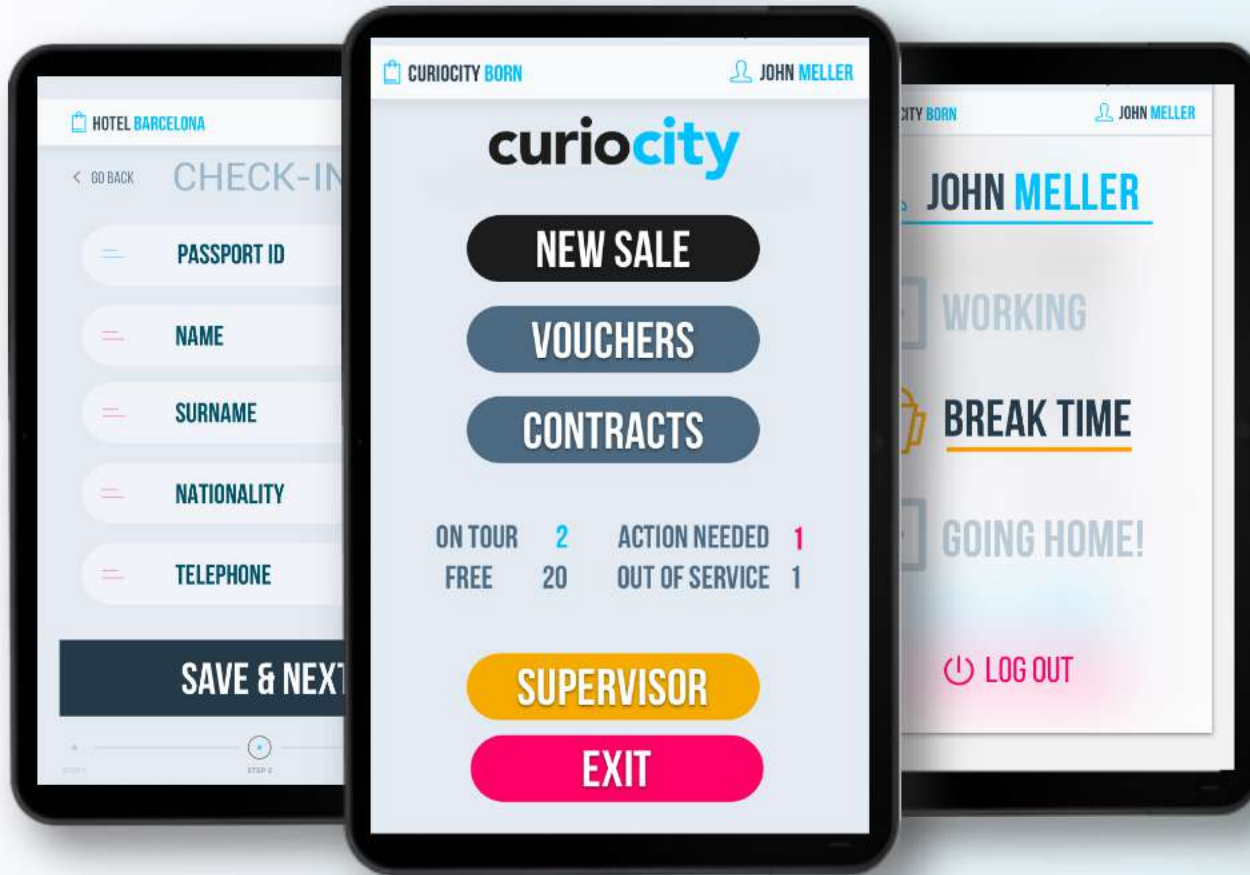 HOTEL BARCELONA
GO BACK
CHECK-IN
PASSPORT ID
NAME
SURNAME
NATIONALITY
TELEPHONE
SAVE & NEXT
STEP 2
CURIOCITY BORN
JOHN MELLER
curiocity
NEW SALE
VOUCHERS
CONTRACTS
ON TOUR 2 ACTION NEEDED 1
FREE 20 OUT OF SERVICE 1
SUPERVISOR
EXIT
CITY BORN
JOHN MELLER
JOHN MELLER
WORKING
BREAK TIME
GOING HOME!
LOG OUT